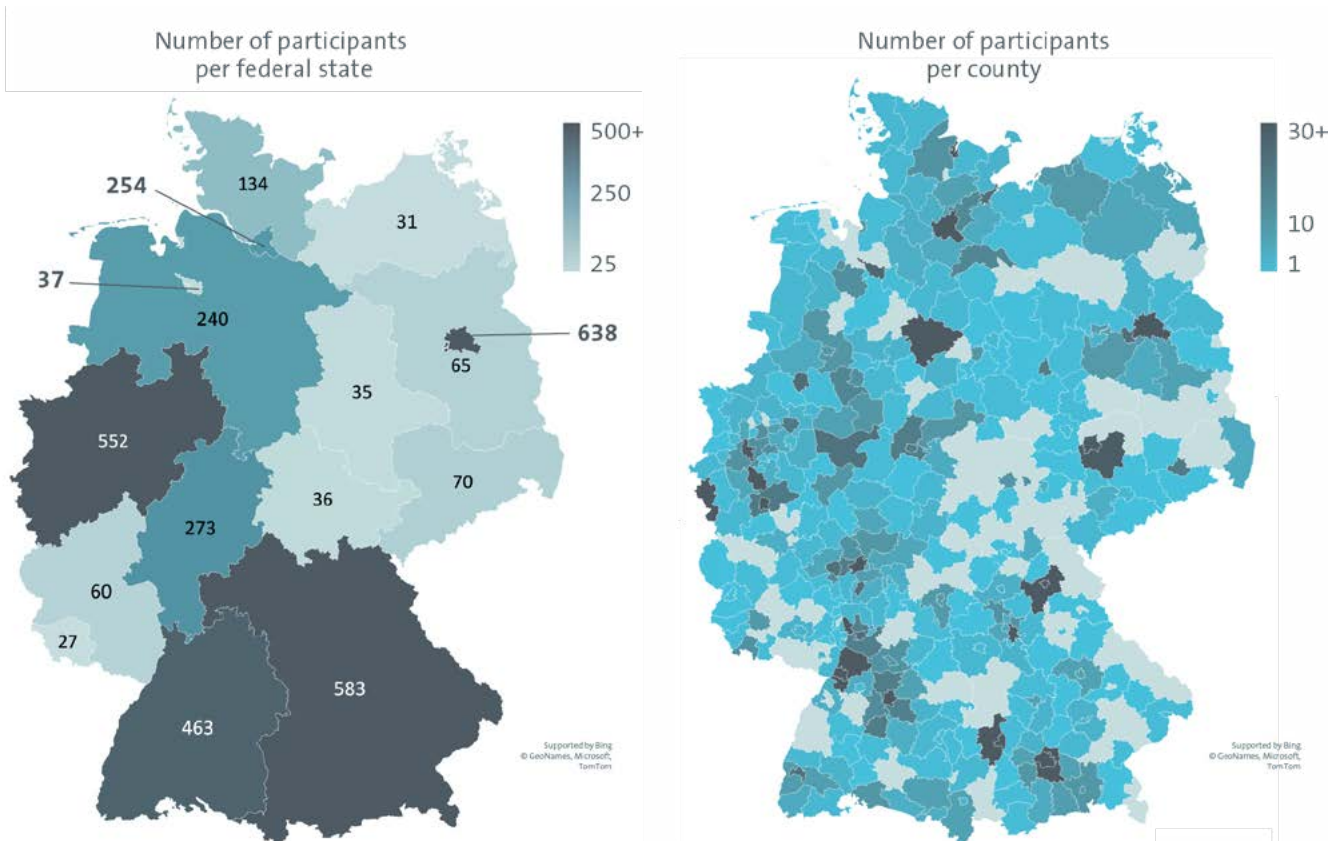 Number of participants
per federal state
500+
250
25
254
134
31
37
240
638
65
35
552
70
36
273
60
27
583
463
Supported by Bing
© GeoNames, Microsoft,
TomTom
Number of participants
per county
30+
10
1
Supported by Bing
© GeoNames, Microsoft,
TomTom